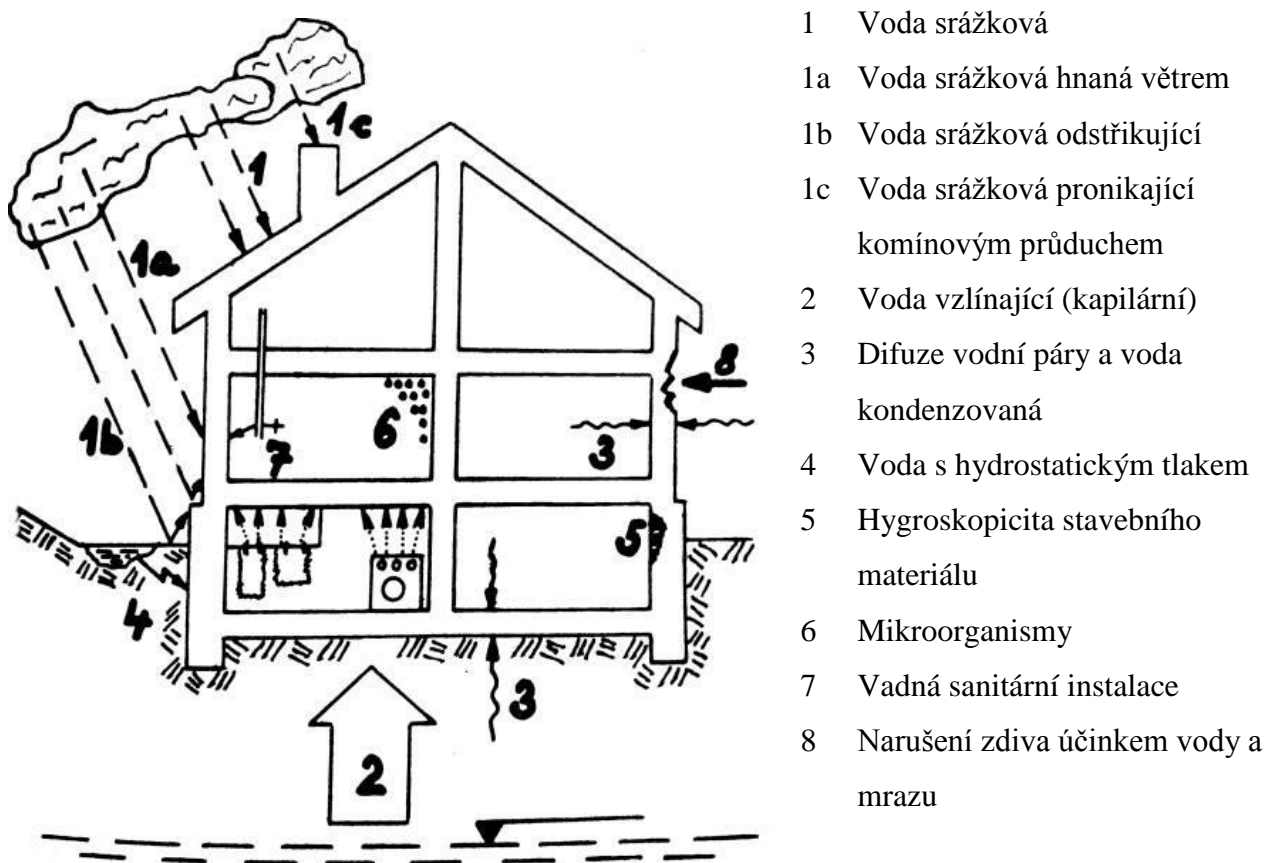 1c
1
1a
1b
8
6
7
3
5
4
3
2
1 Voda srážková
1a Voda srážková hnaná větrem
1b Voda srážková odstřikující
1c Voda srážková pronikající
komínovým průduchem
2 Voda vzlínající (kapilární)
3 Difuze vodní páry a voda
kondenzovaná
4 Voda s hydrostatickým tlakem
5 Hygroskopicita stavebního
materiálu
6 Mikroorganismy
7 Vadná sanitární instalace
8 Narušení zdiva účinkem vody a
mrazu